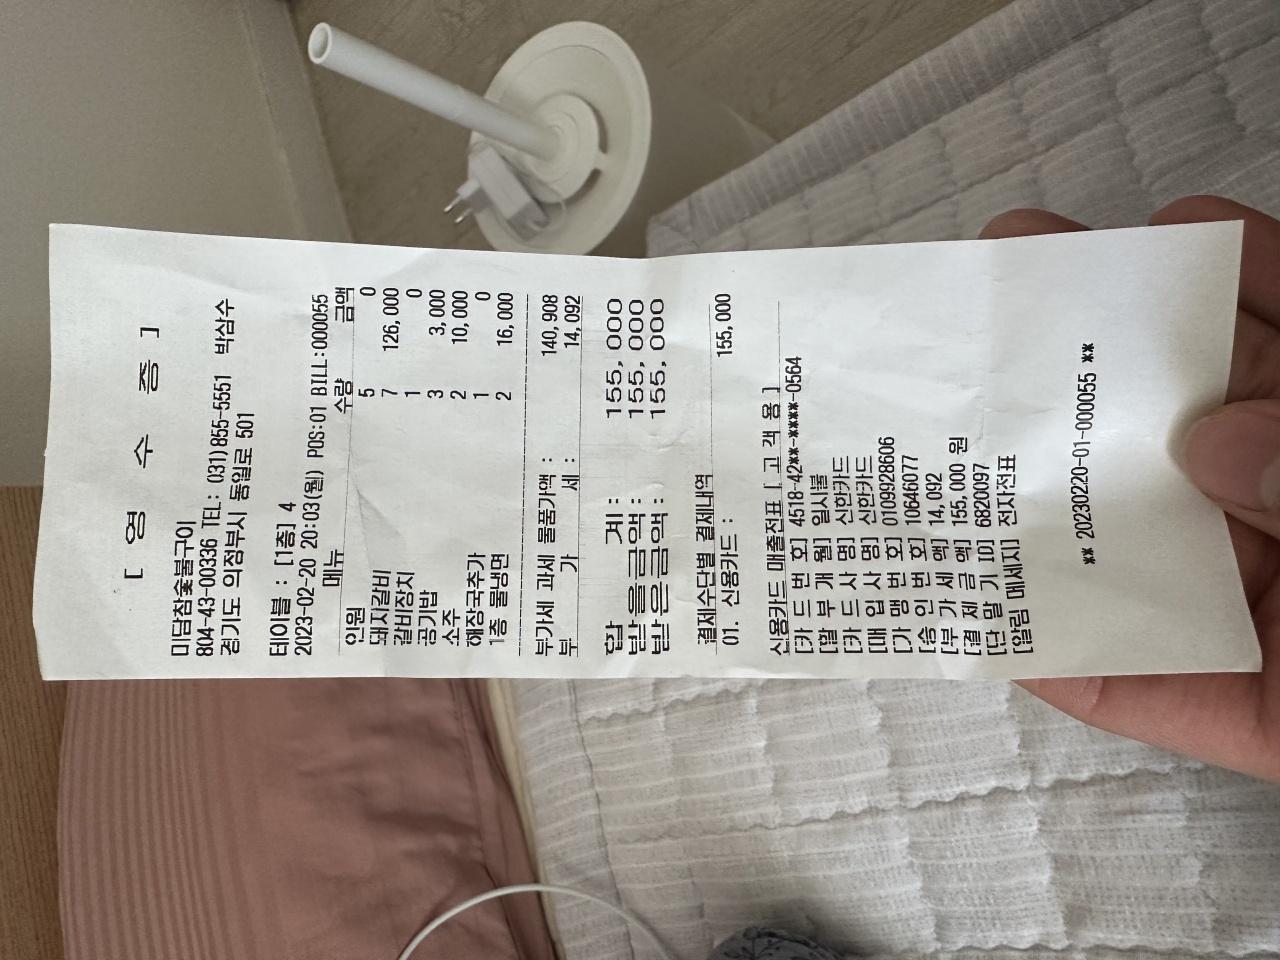 [ 영 수 증 ]
미담참숯불구이
804-43-00336 TEL: 031)855-5551 박삼수
경기도 의정부시 동일로 501
테이블 : [1층] 4
2023-02-20 20:03(월) POS:01 BILL:000055
메뉴 수량 금액
인원 5 0
돼지갈비 7 126,000
갈비장치 1 0
공기밥 3 3,000
소주 2 10,000
해장국추가 1 0
1층 물냉면 2 16,000
부가세 과세 물품가액 : 140,908
부 가 세 : 14,092
합 계 : 155,000
받을금액 : 155,000
받은금액 : 155,000
결제수단별 결제내역
01. 신용카드 : 155,000
신용카드 매출전표 [ 고 객 용 ]
[카 드 번 호] 4518-42**-****-0564
[할 부 개 월] 일시불
[카 드 사 명] 신한카드
[매 입 사 명] 신한카드
[가 맹 번 호] 0109928606
[승 인 번 호] 10646077
[부 가 세 액] 14,092
[결 제 금 액] 155,000 원
[단 말 기 ID] 6820097
[알림 메세지] 전자전표
** 20230220-01-000055 **